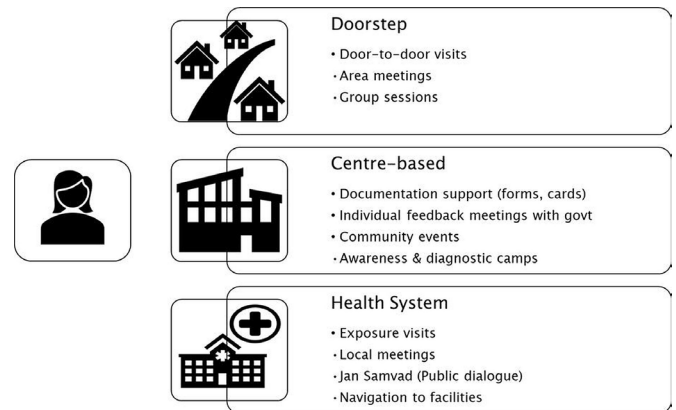 Doorstep
• Door-to-door visits
• Area meetings
• Group sessions
Centre-based
• Documentation support (forms, cards)
• Individual feedback meetings with govt
• Community events
• Awareness & diagnostic camps
Health System
• Exposure visits
• Local meetings
• Jan Samvad (Public dialogue)
• Navigation to facilities